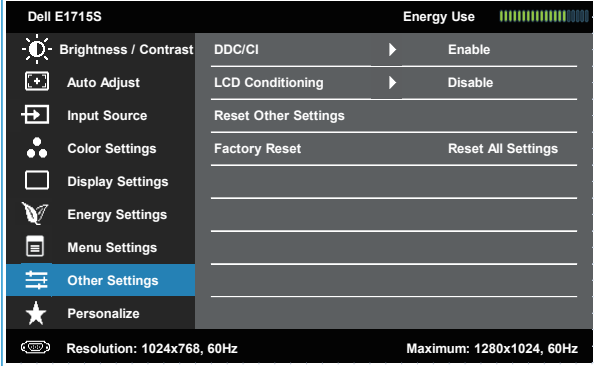 Dell E1715S Energy Use
Brightness / Contrast DDC/CI Enable
Auto Adjust LCD Conditioning Disable
Input Source Reset Other Settings
Color Settings Factory Reset Reset All Settings
Display Settings
Energy Settings
Menu Settings
Other Settings
Personalize
Resolution: 1024x768, 60Hz Maximum: 1280x1024, 60Hz